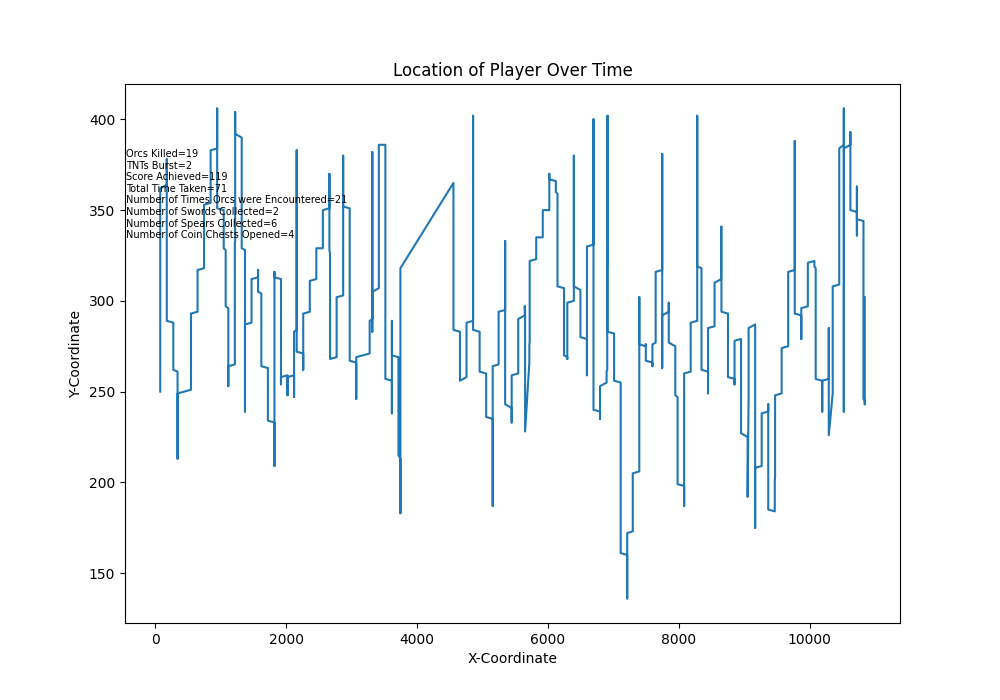 Location of Player Over Time
400
350
300
250
200
150
Y-Coordinate
Orcs Killed=19
TNTs Burst=2
Score Achieved=119
Total Time Taken=71
Number of Times Orcs were Encountered=21
Number of Swords Collected=2
Number of Spears Collected=6
Number of Coin Chests Opened=4
0 2000 4000 6000 8000 10000
X-Coordinate